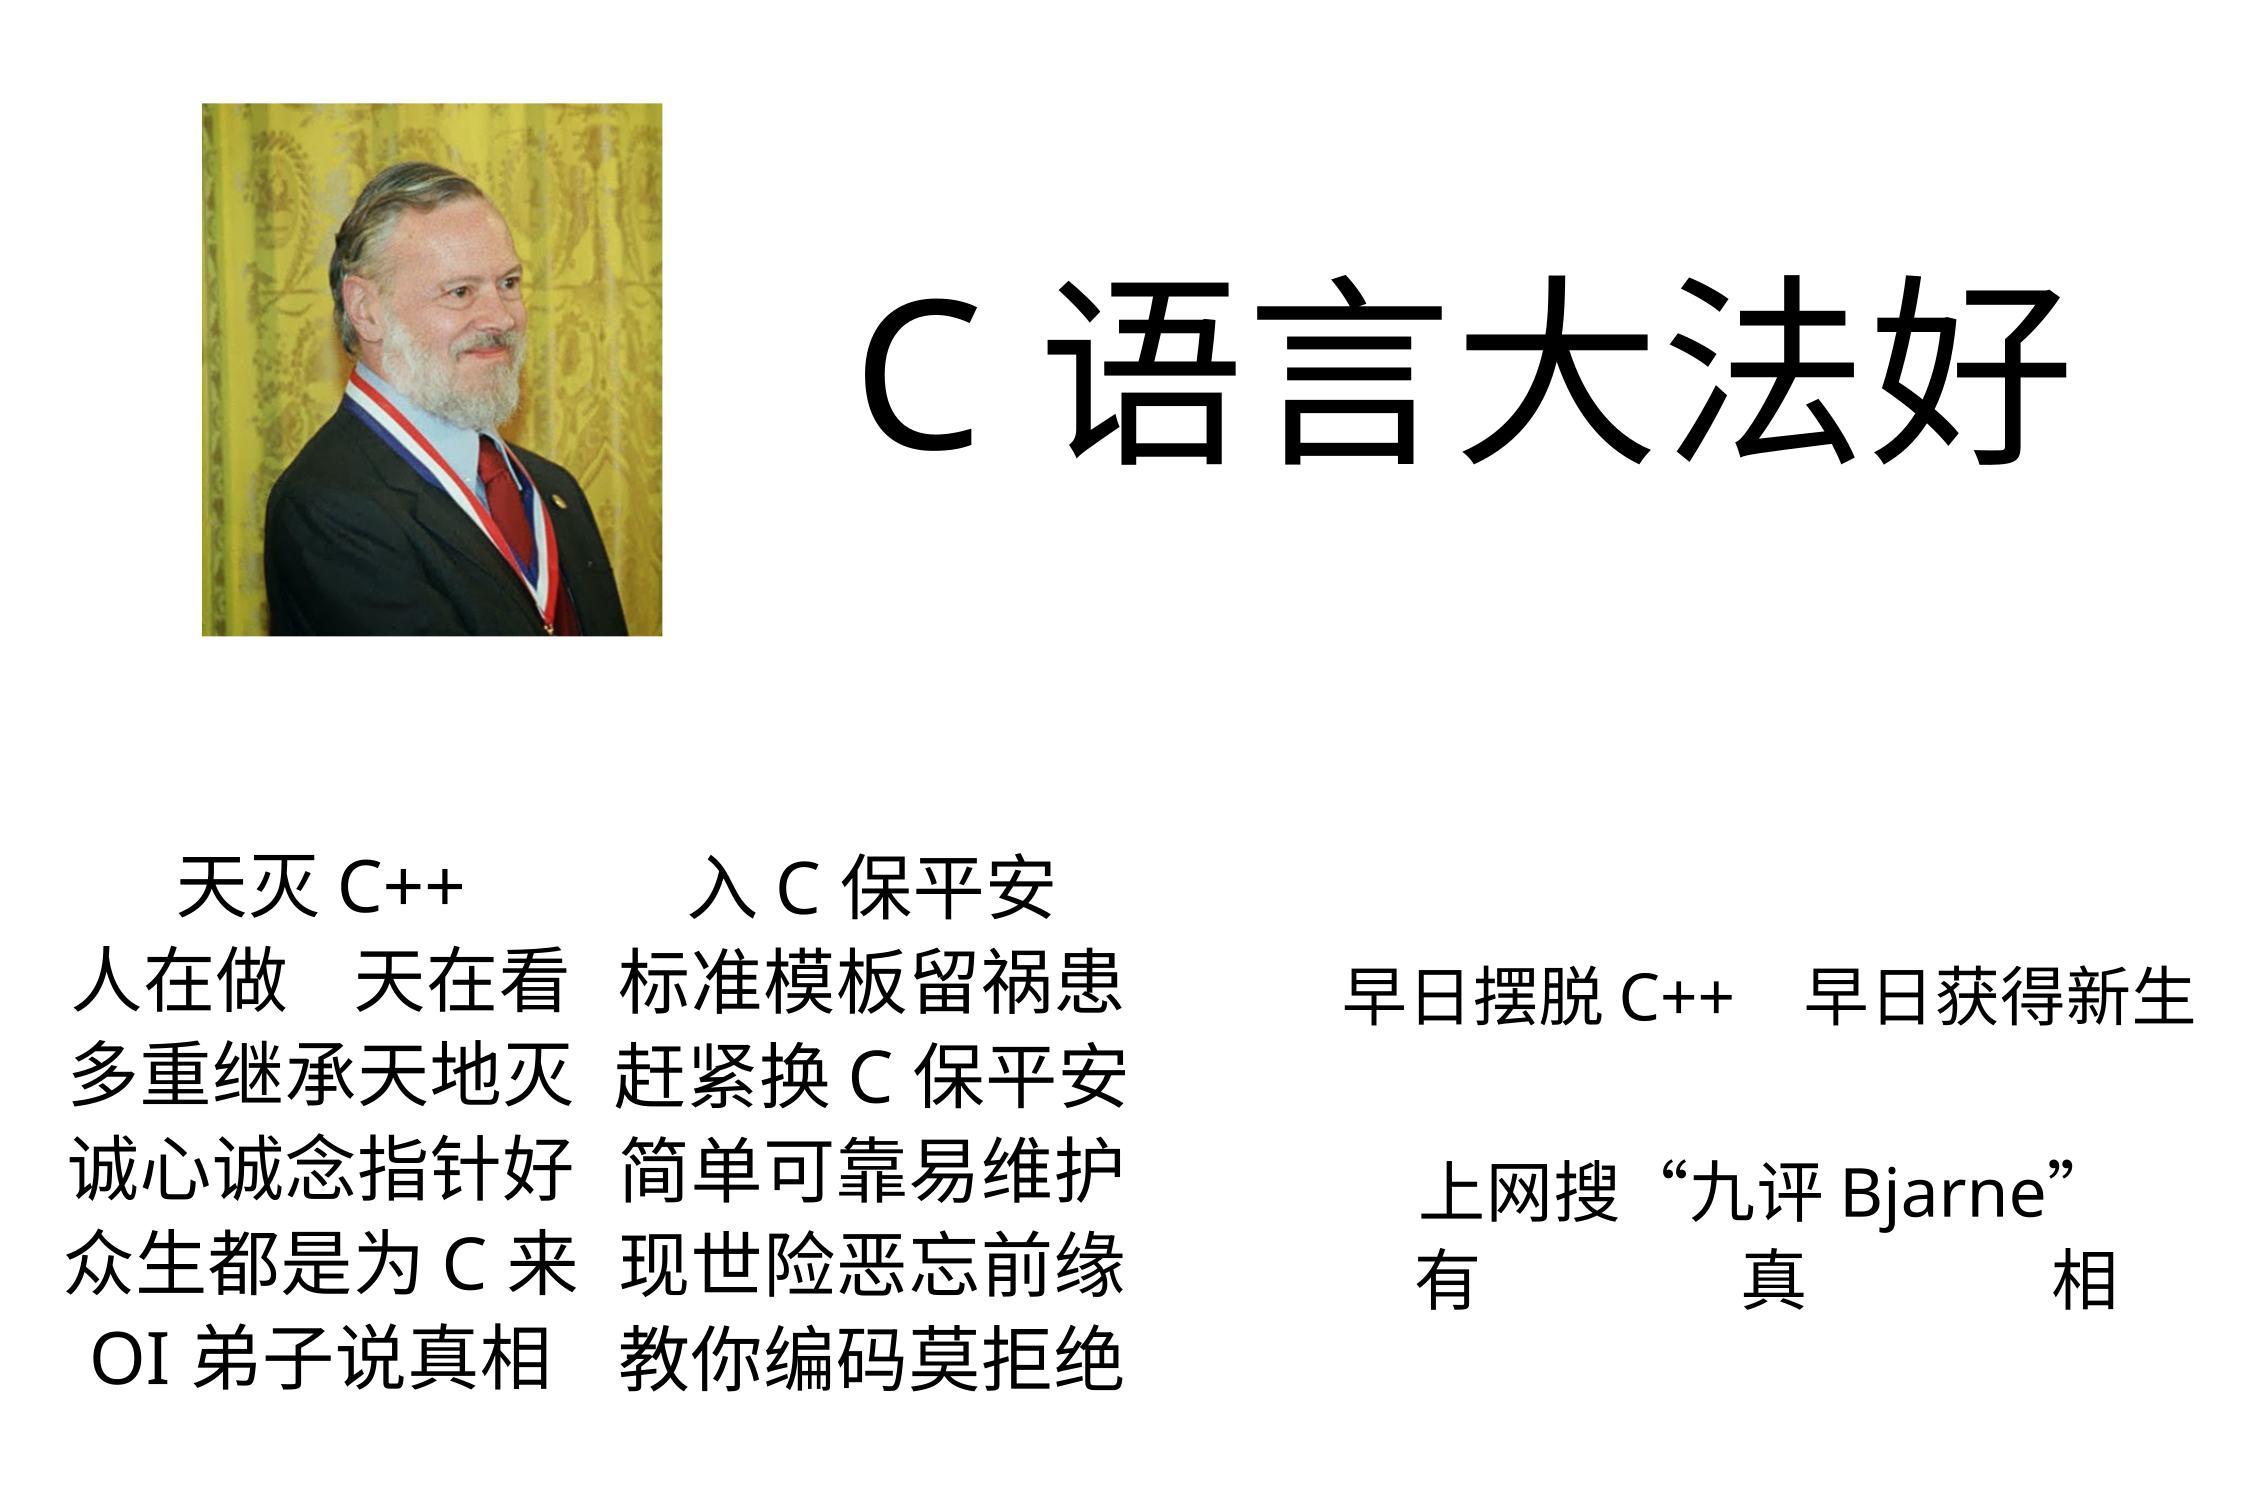 C 语言大法好
天灭 C++
人在做　天在看
多重继承天地灭
诚心诚念指针好
众生都是为 C 来
OI 弟子说真相
入 C 保平安
标准模板留祸患
赶紧换 C 保平安
简单可靠易维护
现世险恶忘前缘
教你编码莫拒绝
早日摆脱 C++　早日获得新生
上网搜“九评 Bjarne”
有　真　相